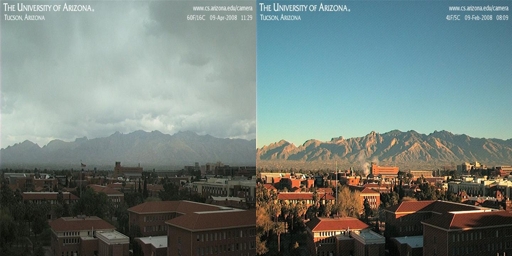 THE UNIVERSITY OF ARIZONA.
TUCSON, ARIZONA
www.cs.arizona.edu/camera
60F/16C 09-Apr-2008 11:29
THE UNIVERSITY OF ARIZONA.
TUCSON, ARIZONA
www.cs.arizona.edu/camera
41F/5C 09-Feb-2008 08:09